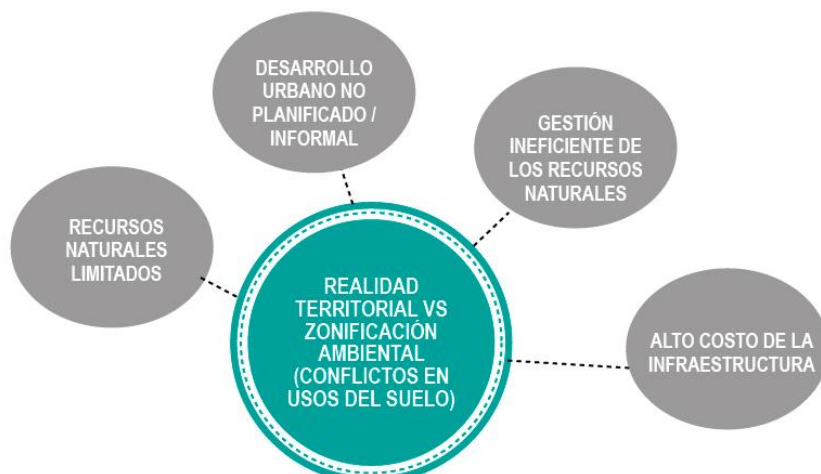 DESARROLLO
URBANO NO
PLANIFICADO /
INFORMAL
GESTIÓN
INEFICIENTE DE
LOS RECURSOS
NATURALES
RECURSOS
NATURALES
LIMITADOS
REALIDAD
TERRITORIAL VS
ZONIFICACIÓN
AMBIENTAL
(CONFLICTOS EN
USOS DEL SUELO)
ALTO COSTO DE LA
INFRAESTRUCTURA